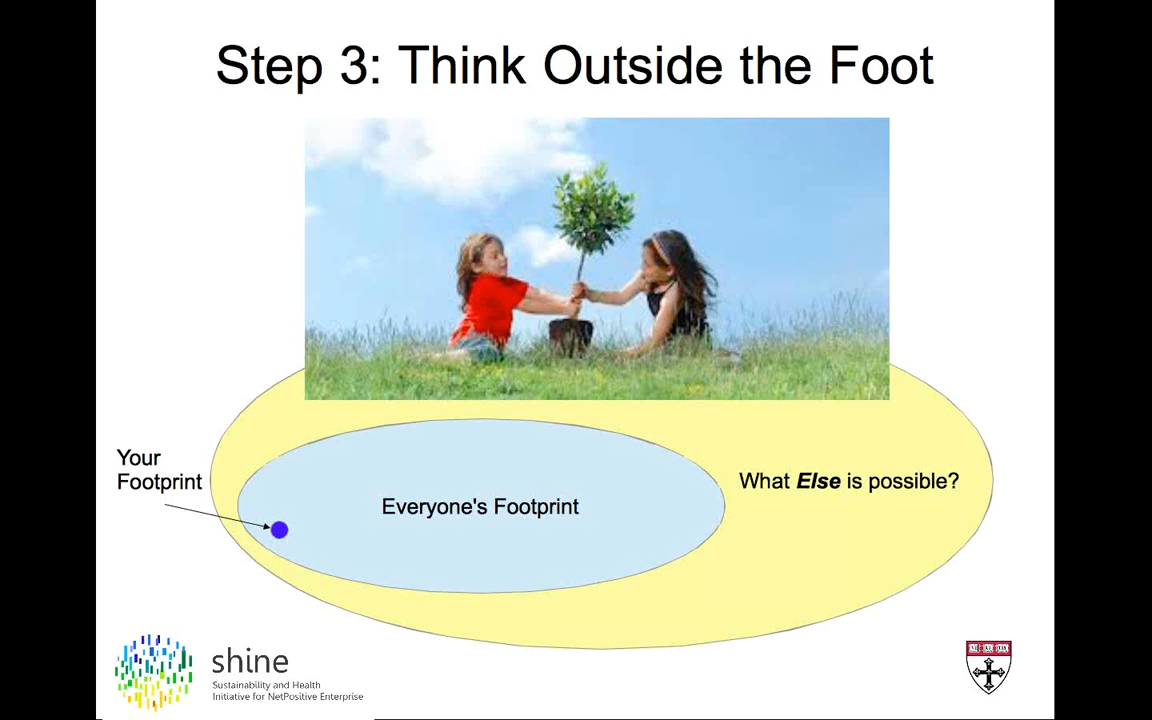 Step 3: Think Outside the Foot
Your
Footprint
Everyone's Footprint
What Else is possible?
shine
Sustainability and Health
Initiative for NetPositive Enterprise